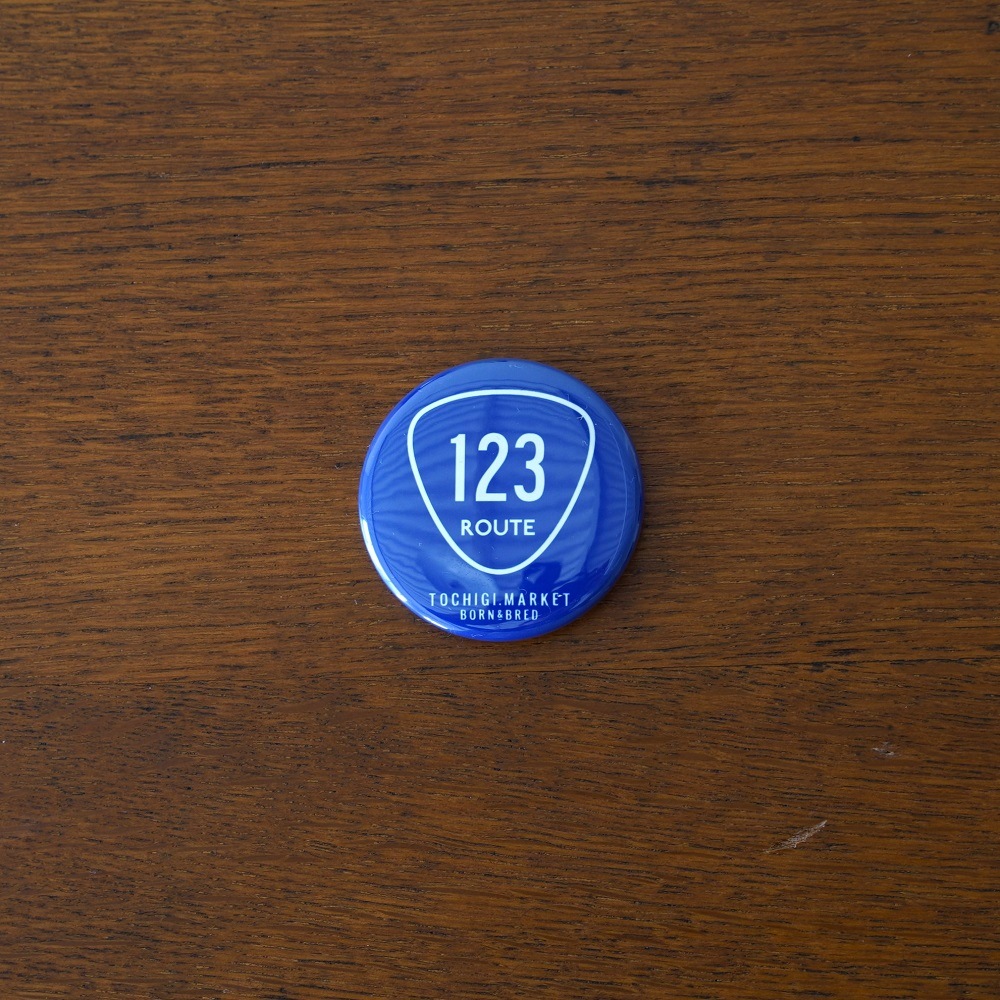 123
ROUTE
TOCHIGI.MARKET
BORN&BRED